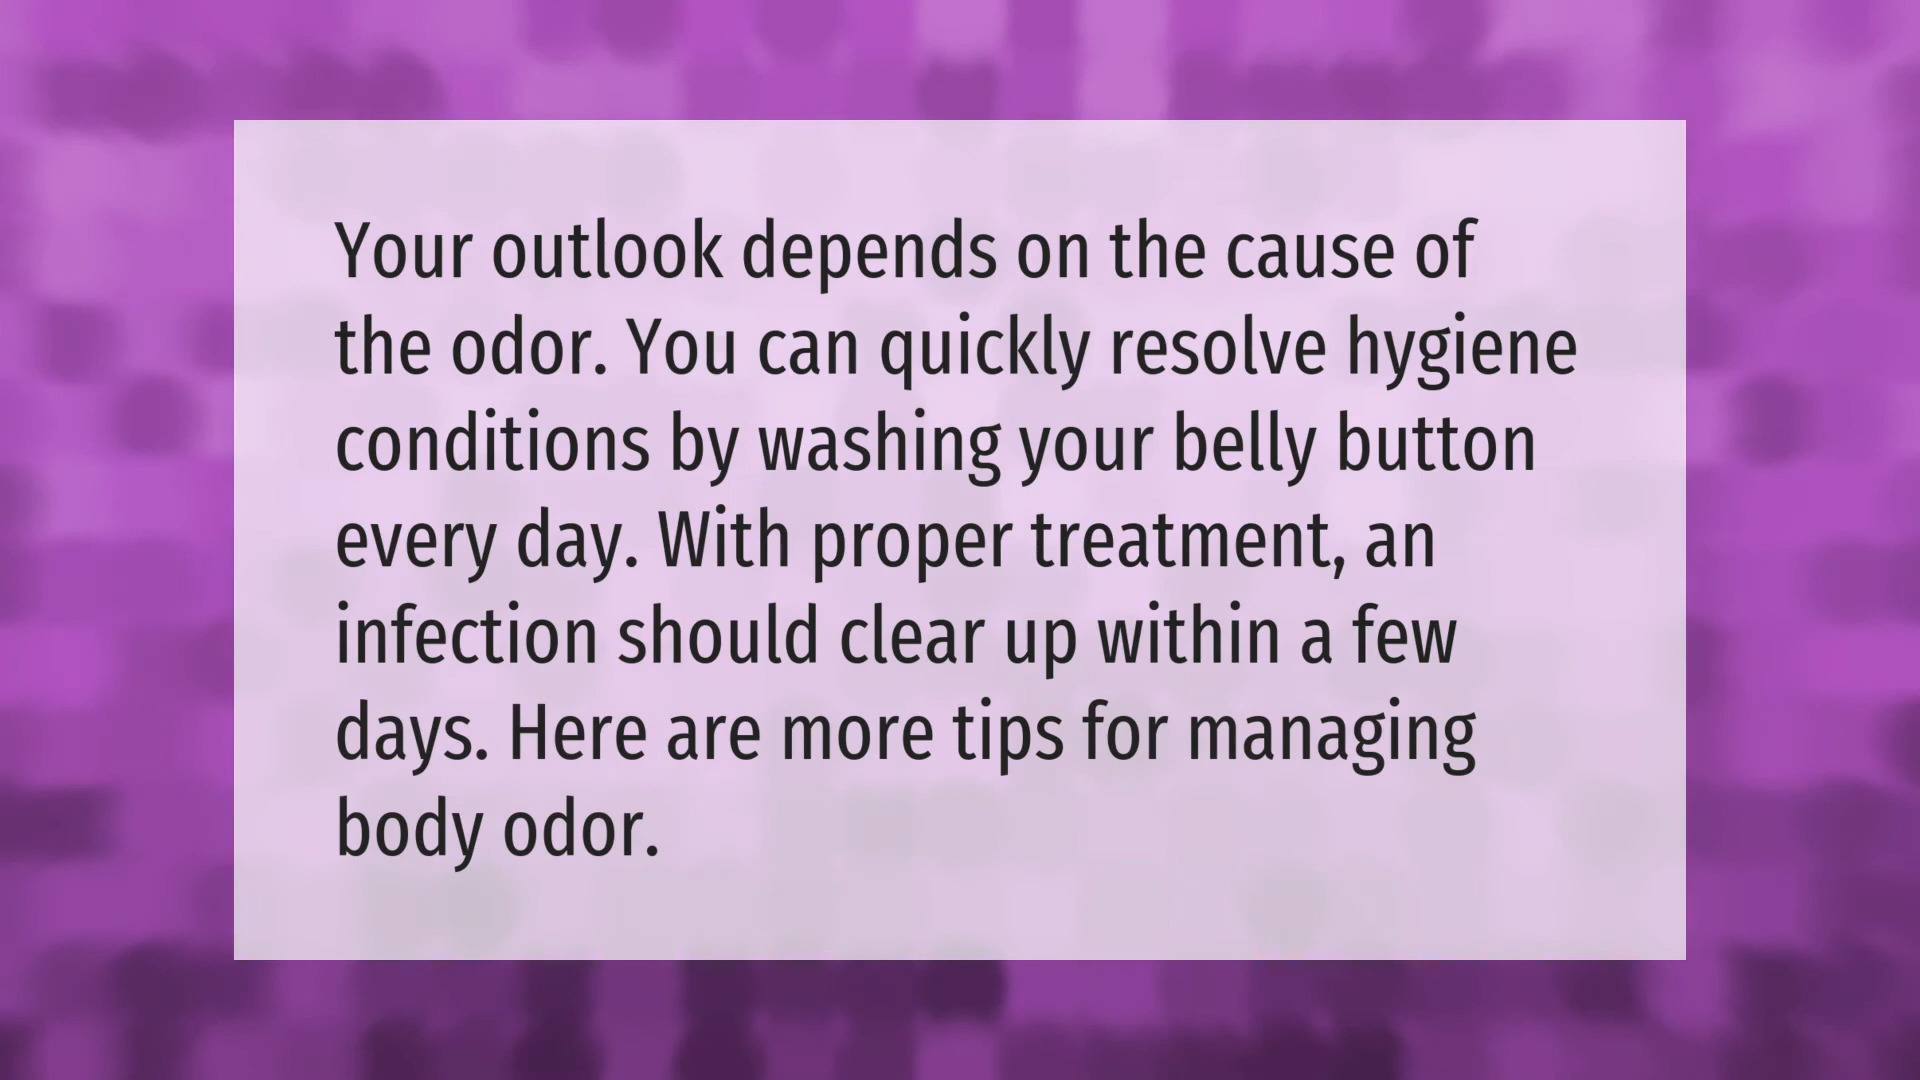 Your outlook depends on the cause of
the odor. You can quickly resolve hygiene
conditions by washing your belly button
every day. With proper treatment, an
infection should clear up within a few
days. Here are more tips for managing
body odor.